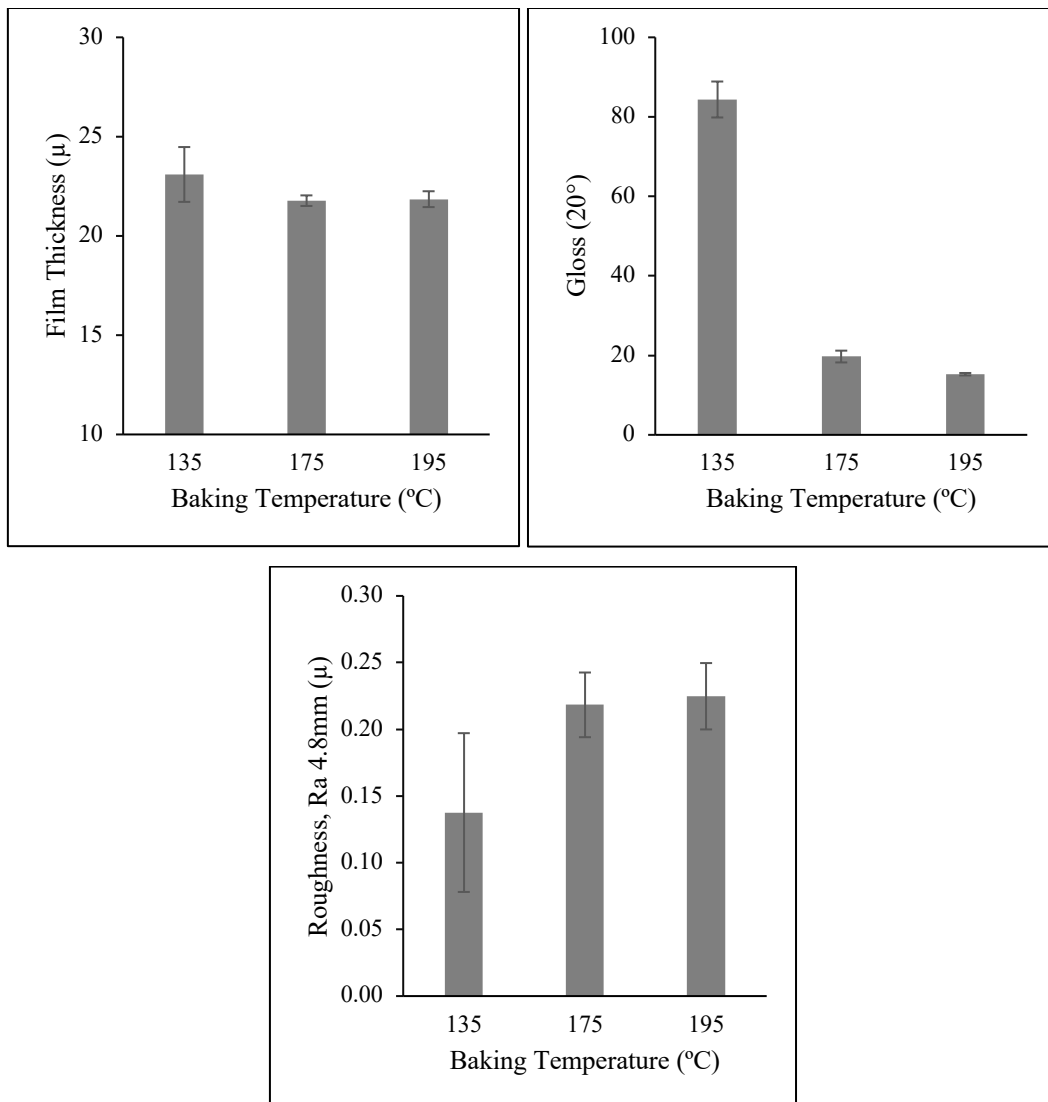 30
25
20
15
10
Film Thickness (µ)
135 175 195
Baking Temperature (ºC)
100
80
60
40
20
0
Gloss (20°)
135 175 195
Baking Temperature (ºC)
0.30
0.25
0.20
0.15
0.10
0.05
0.00
Roughness, Ra 4.8mm (µ)
135 175 195
Baking Temperature (ºC)